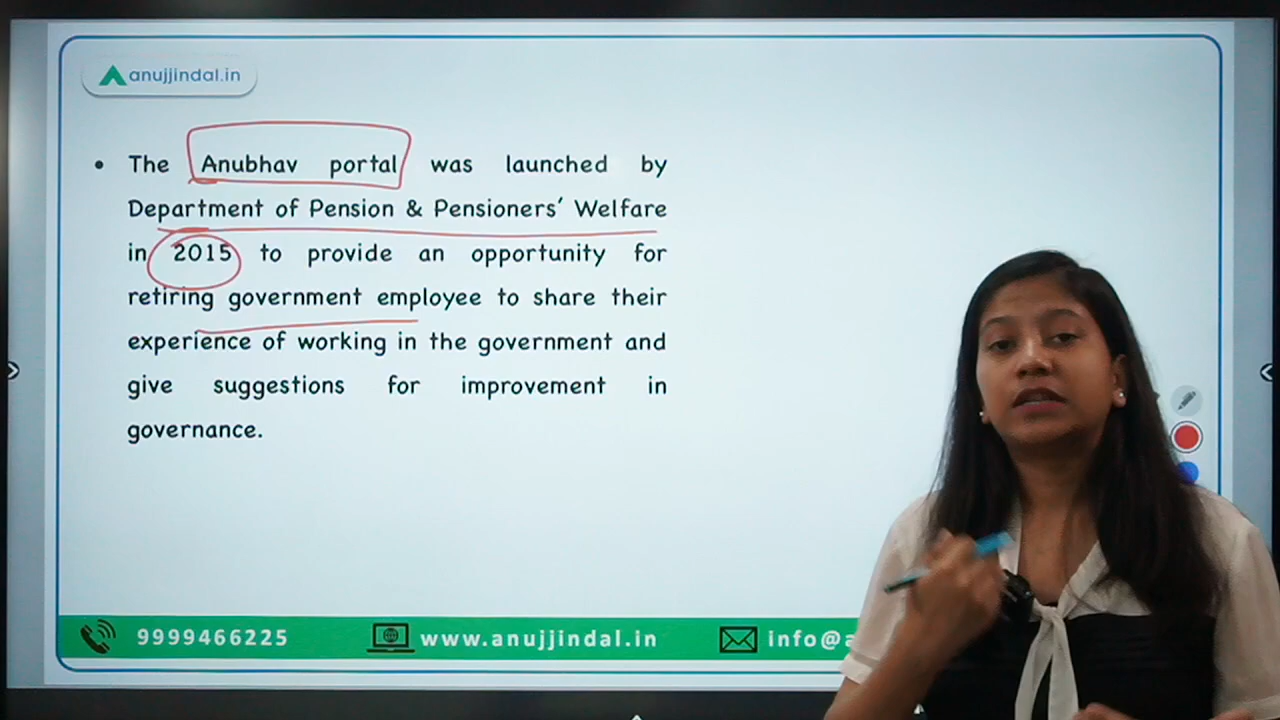 anujjindal.in
• The Anubhav portal was launched by
Department of Pension & Pensioners' Welfare
in 2015 to provide an opportunity for
retiring government employee to share their
experience of working in the government and
give suggestions for improvement in
governance.
9999466225 www.anujjindal.in info@a